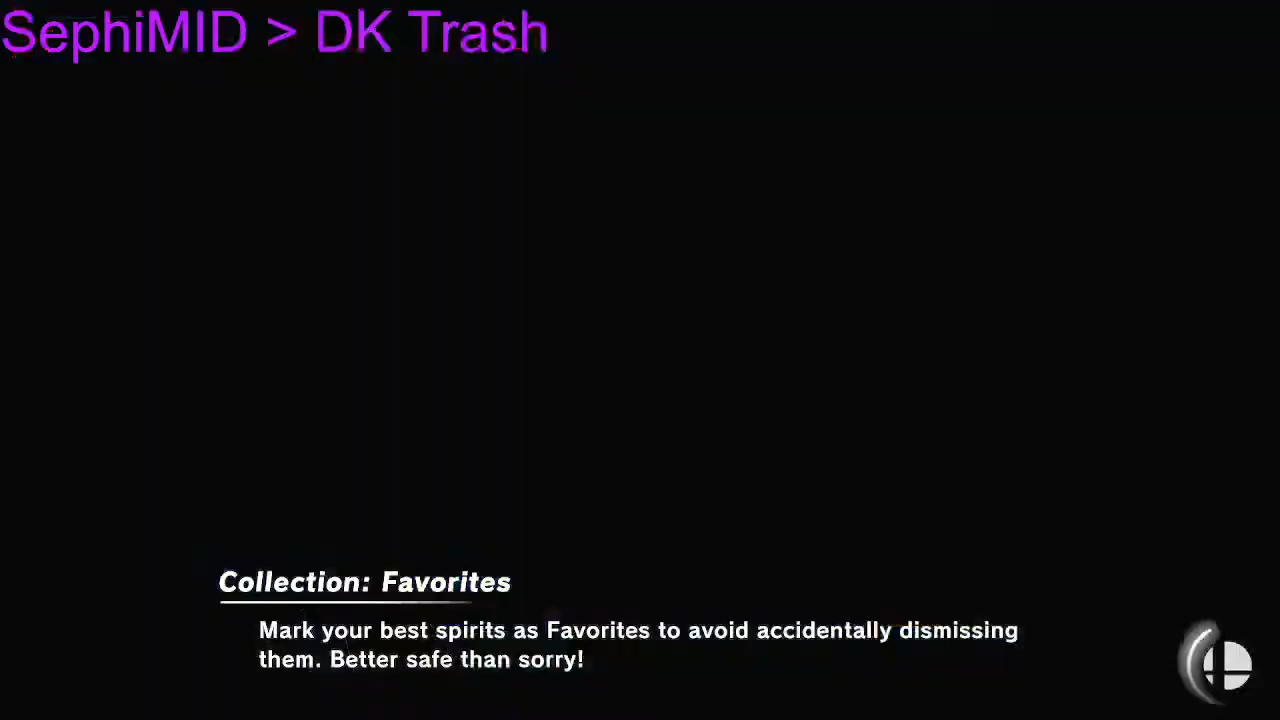 SephiMID > DK Trash
Collection: Favorites
Mark your best spirits as Favorites to avoid accidentally dismissing
them. Better safe than sorry!